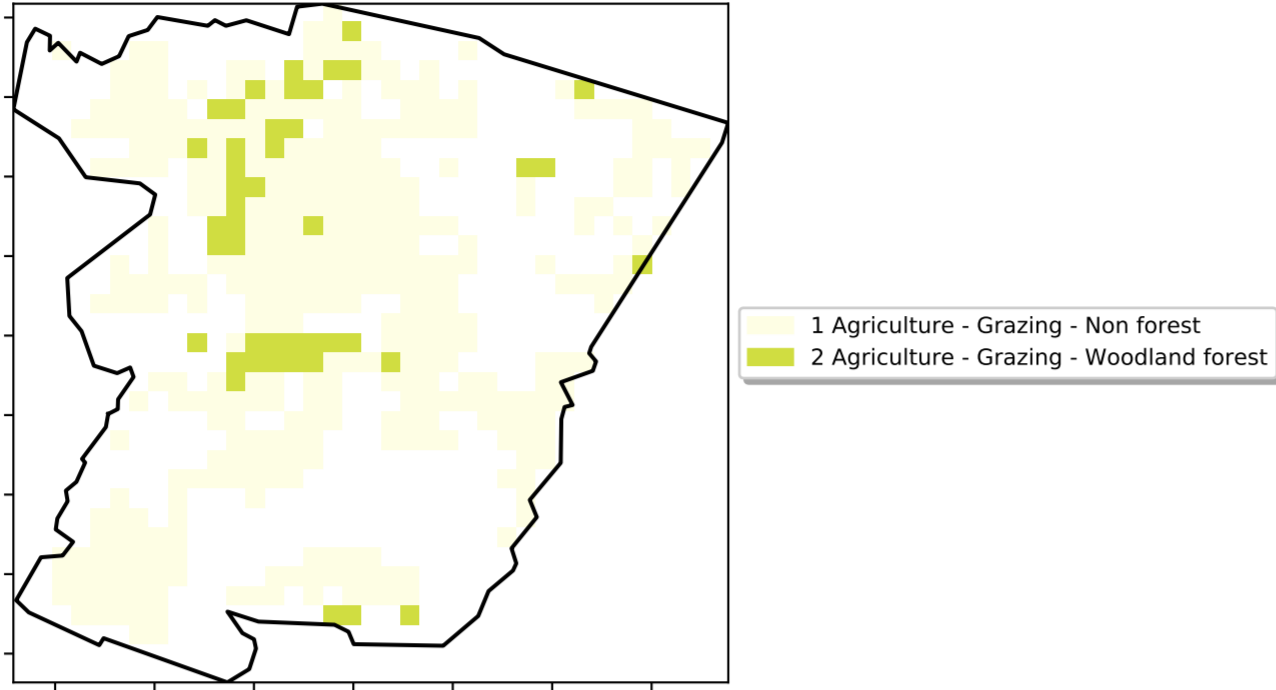 1 Agriculture - Grazing - Non forest
2 Agriculture - Grazing - Woodland forest